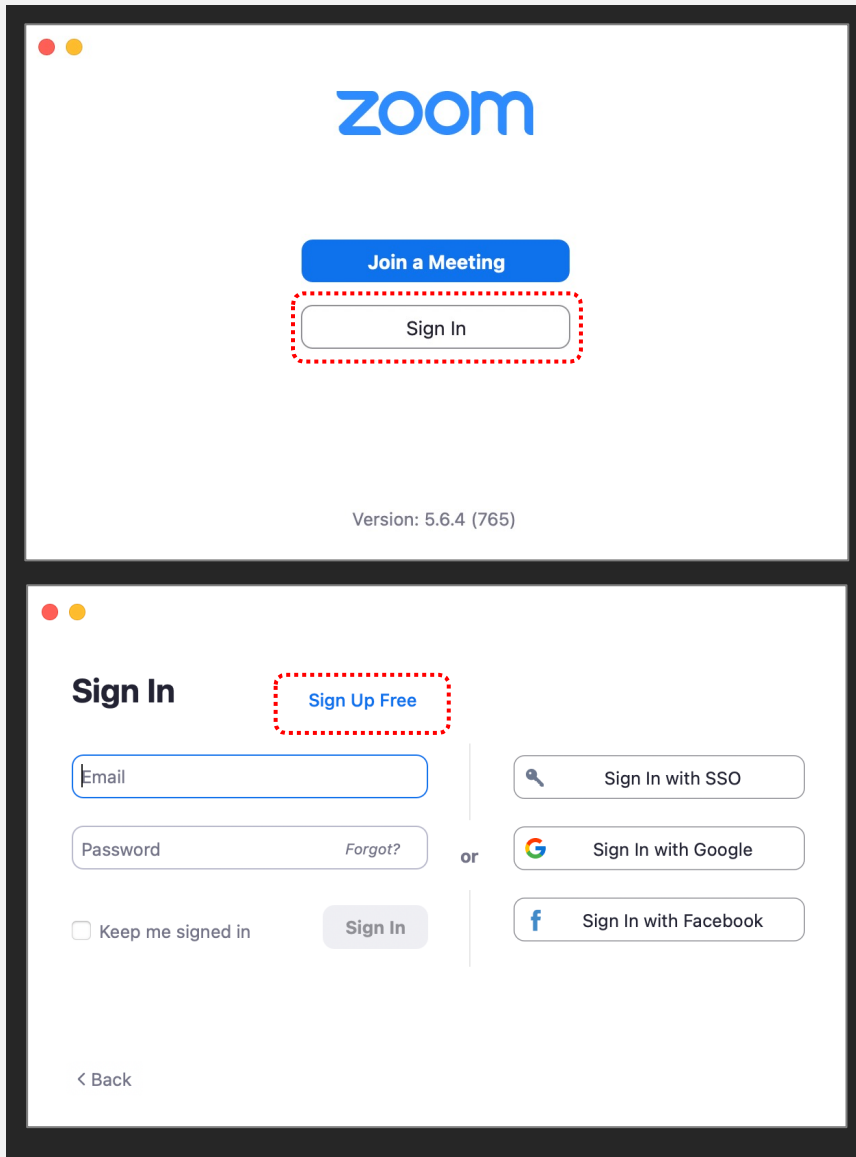 zoom
Join a Meeting
Sign In
Version: 5.6.4 (765)
Sign In
Sign Up Free
Email
Password
Forgot?
Keep me signed in
Sign In
or
Sign In with SSO
Sign In with Google
Sign In with Facebook
< Back